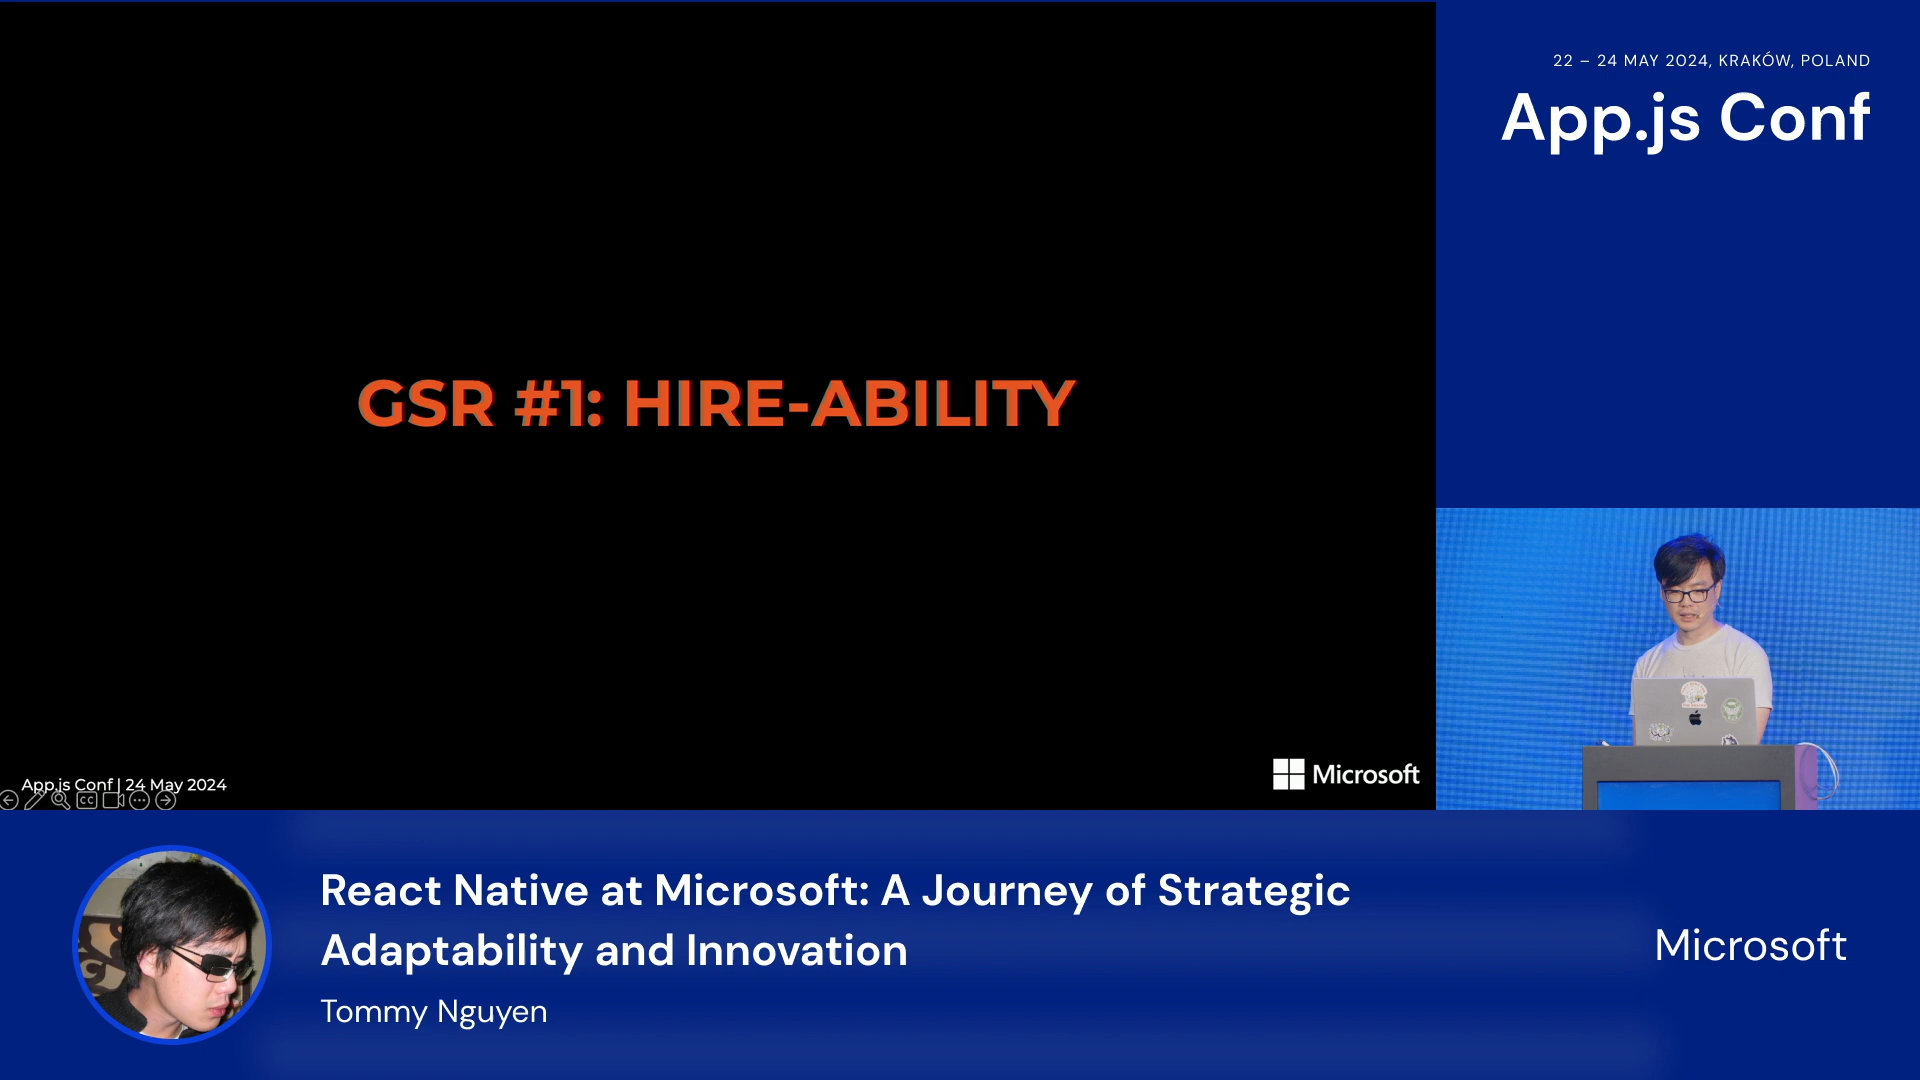 22 – 24 MAY 2024, KRAKÓW, POLAND
App.js Conf
GSR #1: HIRE-ABILITY
App.js Conf | 24 May 2024
CC
Microsoft
React Native at Microsoft: A Journey of Strategic
Adaptability and Innovation
Tommy Nguyen
Microsoft